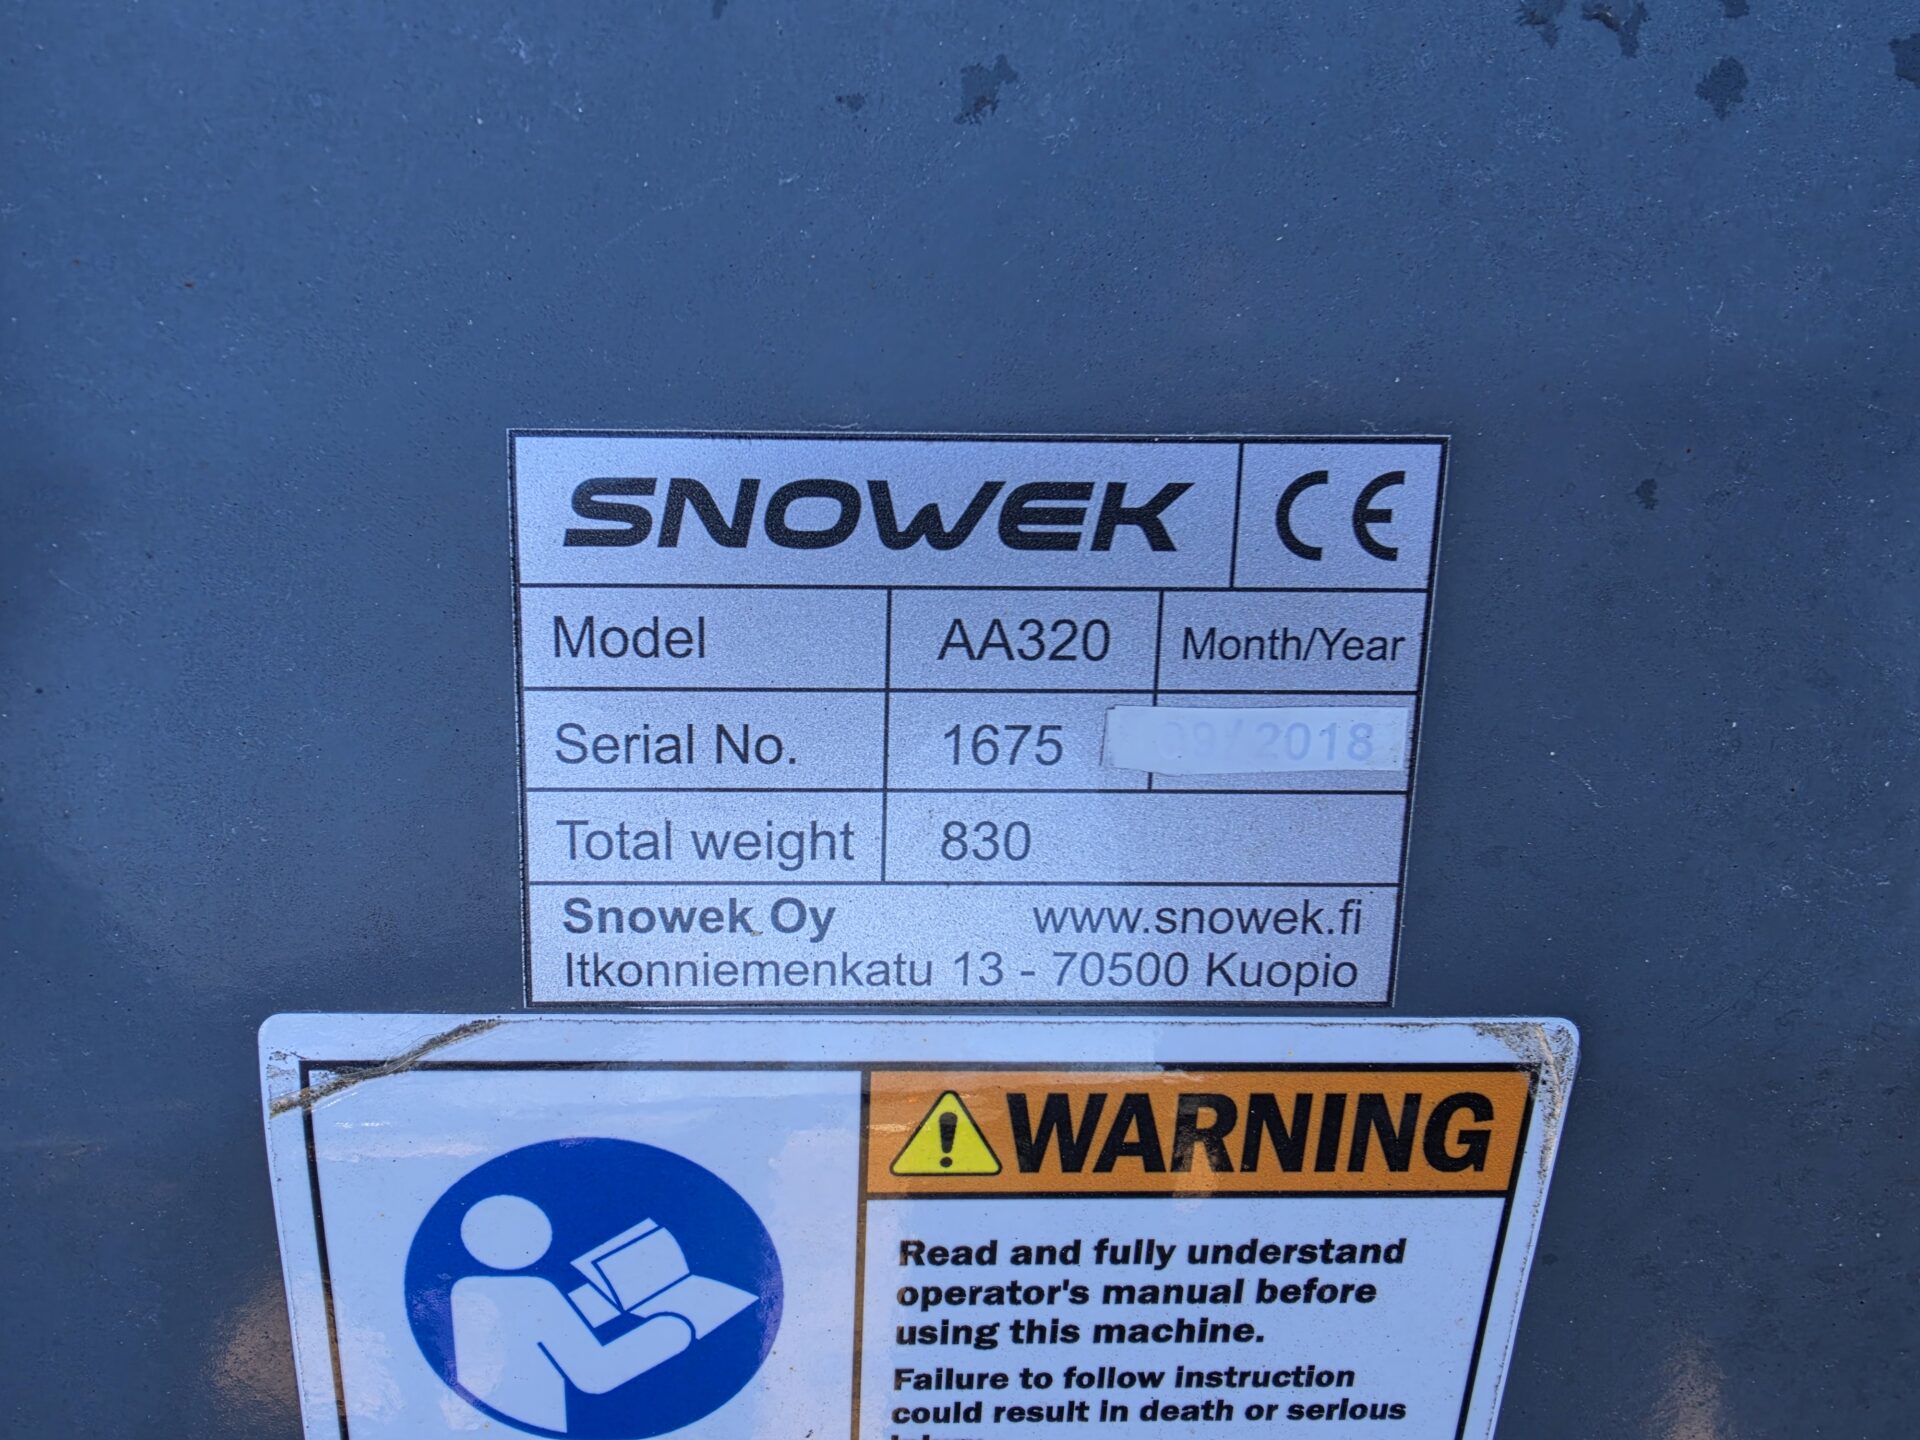 SNOWEK CE
Model AA320 Month/Year
Serial No. 1675 09/2018
Total weight 830
Snowek Oy www.snowek.fi
Itkonniemenkatu 13 - 70500 Kuopio
WARNING
Read and fully understand
operator's manual before
using this machine.
Failure to follow instruction
could result in death or serious